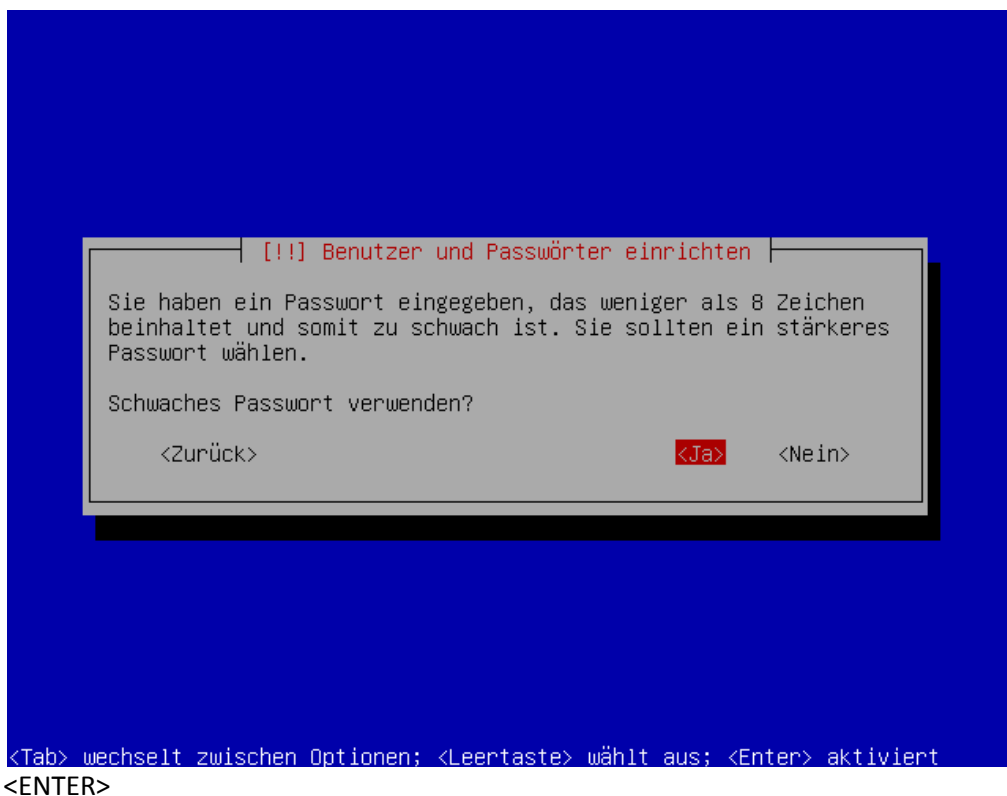 [!!] Benutzer und Passwörter einrichten
Sie haben ein Passwort eingegeben, das weniger als 8 Zeichen
beinhaltet und somit zu schwach ist. Sie sollten ein stärkeres
Passwort wählen.
Schwaches Passwort verwenden?
<Zurück> <Ja> <Nein>
<Tab> wechselt zwischen Optionen; <Leertaste> wählt aus; <Enter> aktiviert
<ENTER>